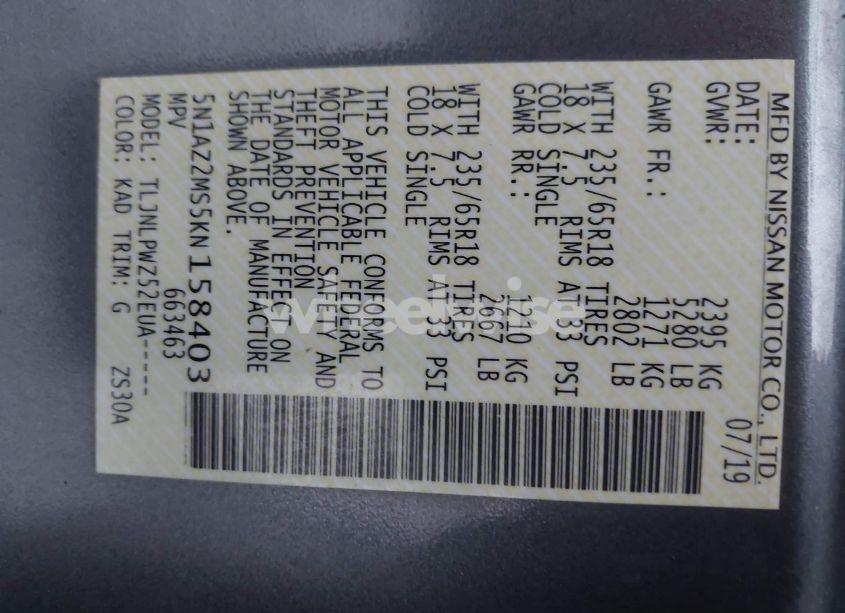 MFD BY NISSAN MOTOR CO., LTD.
DATE: 07/19
GVWR: 2395 KG
5280 LB
GAWR FR.: 1271 KG
2802 LB
WITH 235/65R18 TIRES
18 X 7.5 RIMS AT 33 PSI
COLD SINGLE
GAWR RR.: 1210 KG
2667 LB
WITH 235/65R18 TIRES
18 X 7.5 RIMS AT 33 PSI
COLD SINGLE
THIS VEHICLE CONFORMS TO
ALL APPLICABLE FEDERAL
MOTOR VEHICLE SAFETY AND
THEFT PREVENTION
STANDARDS IN EFFECT ON
THE DATE OF MANUFACTURE
SHOWN ABOVE.
5N1AZ2MS5KN158403
MPV 663463
MODEL: TLJNLPWZ52EUA-----
COLOR: KAD TRIM: G ZS30A